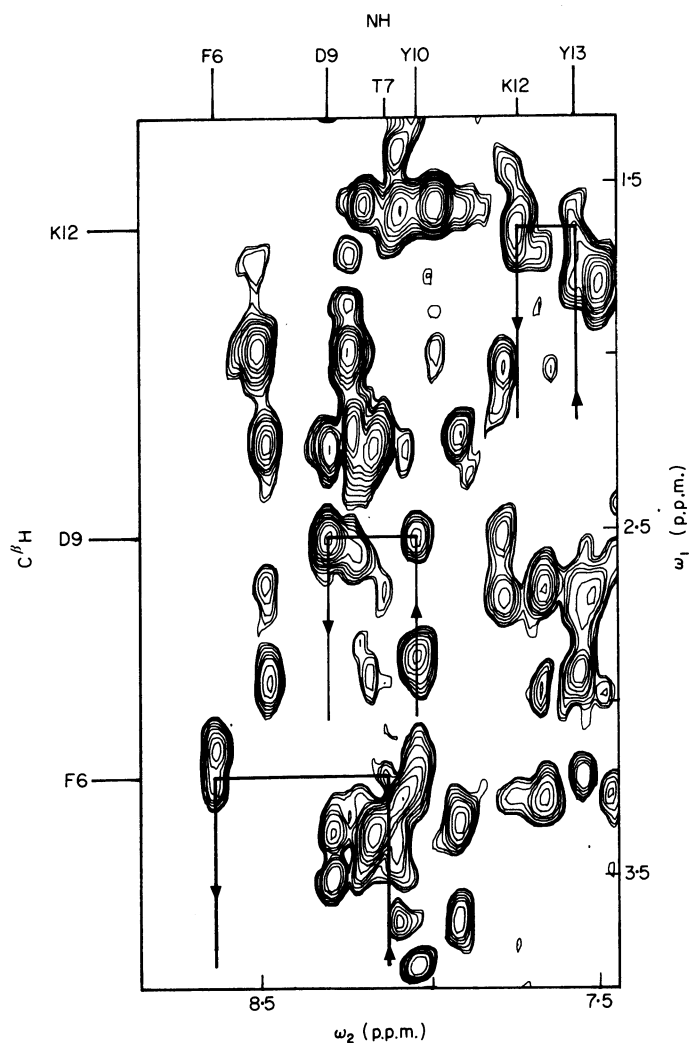 NH
F6 D9 Y10 Y13
T7 K12
1·5
K12
2·5
D9
CᵝH
ω₁ (p.p.m.)
F6
3·5
8·5 7·5
ω₂ (p.p.m.)